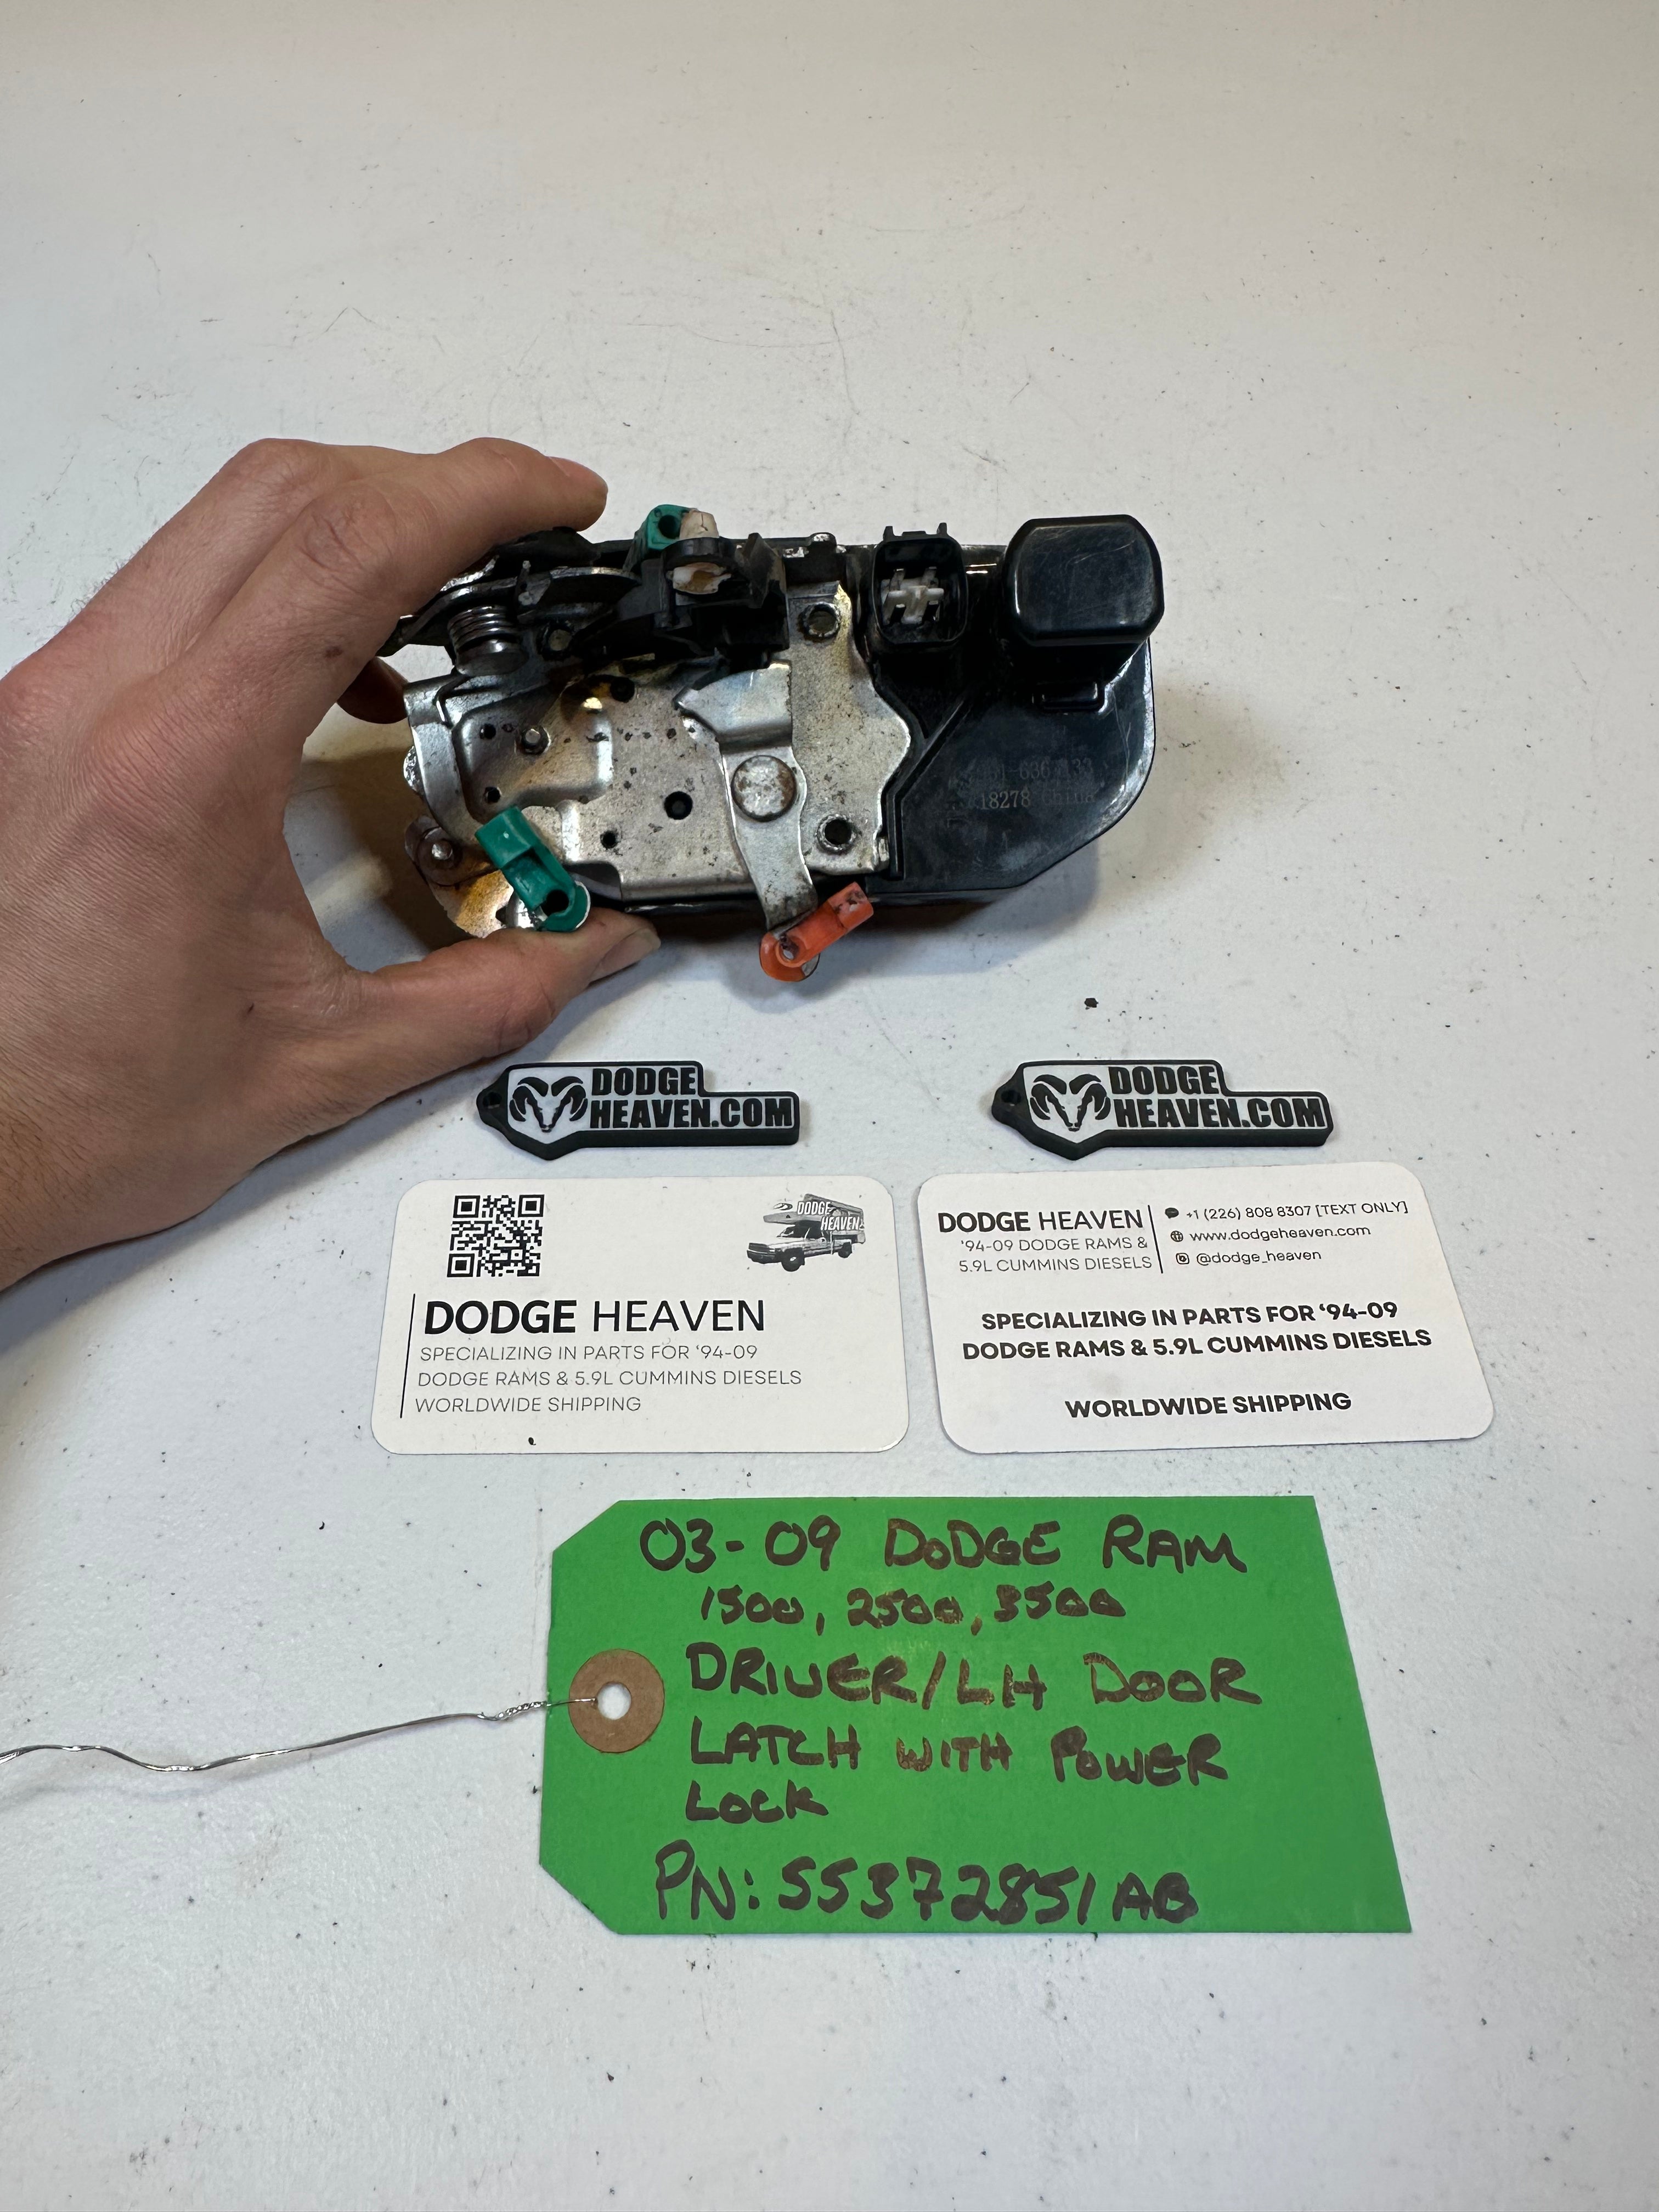 18278
DODGE
HEAVEN.COM
DODGE
HEAVEN.COM
DODGE
HEAVEN
DODGE HEAVEN
SPECIALIZING IN PARTS FOR '94-09
DODGE RAMS & 5.9L CUMMINS DIESELS
WORLDWIDE SHIPPING
DODGE HEAVEN
'94-09 DODGE RAMS &
5.9L CUMMINS DIESELS
+1 (226) 808 8307 [TEXT ONLY]
www.dodgeheaven.com
@dodge_heaven
SPECIALIZING IN PARTS FOR '94-09
DODGE RAMS & 5.9L CUMMINS DIESELS
WORLDWIDE SHIPPING
03-09 DODGE RAM
1500, 2500, 3500
DRIVER/LH DOOR
LATCH WITH POWER
LOCK
PN: 55372851AB